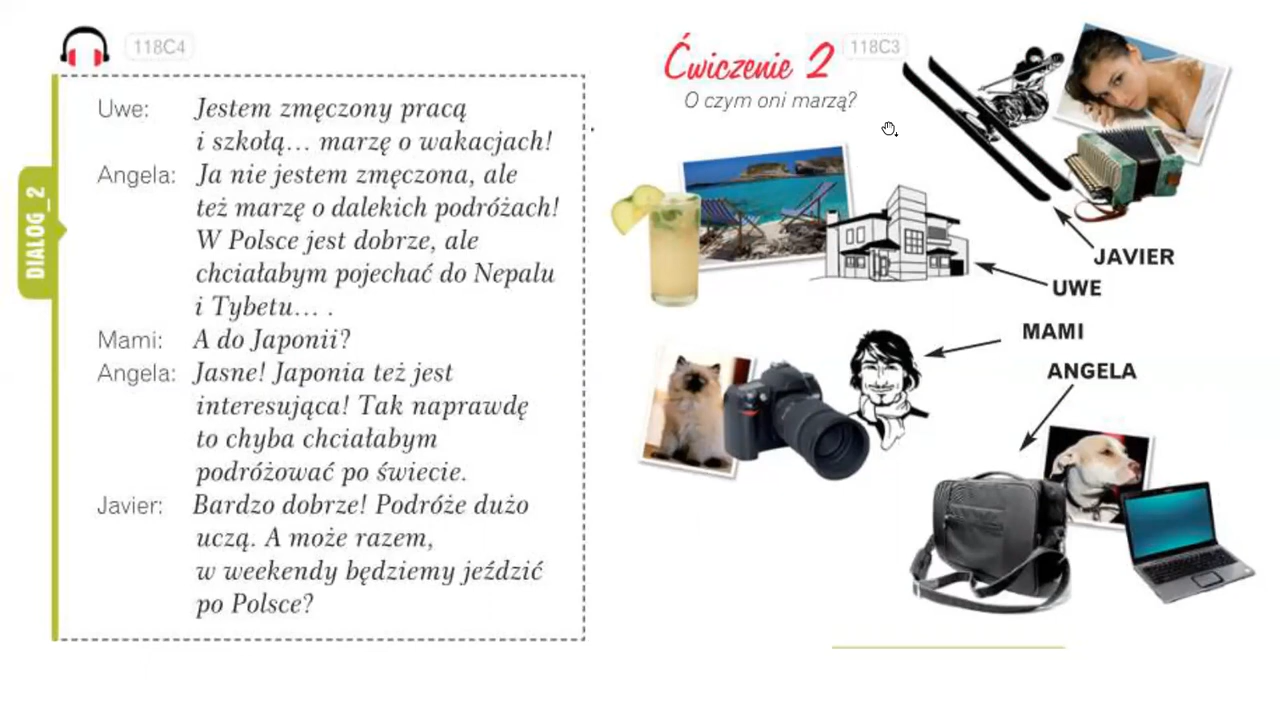 118C4
DIALOG_2
Uwe: Jestem zmęczony pracą
i szkołą... marzę o wakacjach!
Angela: Ja nie jestem zmęczona, ale
też marzę o dalekich podróżach!
W Polsce jest dobrze, ale
chciałabym pojechać do Nepalu
i Tybetu... .
Mami: A do Japonii?
Angela: Jasne! Japonia też jest
interesująca! Tak naprawdę
to chyba chciałabym
podróżować po świecie.
Javier: Bardzo dobrze! Podróże dużo
uczą. A może razem,
w weekendy będziemy jeździć
po Polsce?
Ćwiczenie 2 118C3
O czym oni marzą?
JAVIER
UWE
MAMI
ANGELA